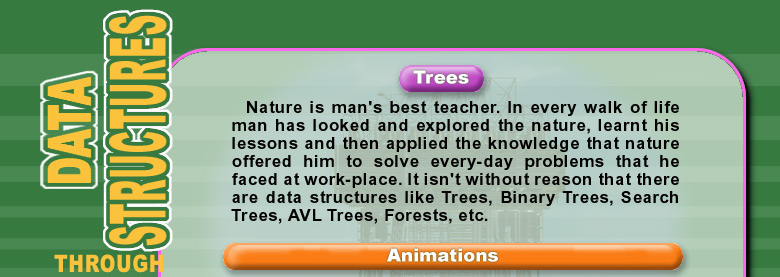 DATA
STRUCTURES
THROUGH
Trees
Nature is man's best teacher. In every walk of life
man has looked and explored the nature, learnt his
lessons and then applied the knowledge that nature
offered him to solve every-day problems that he
faced at work-place. It isn't without reason that there
are data structures like Trees, Binary Trees, Search
Trees, AVL Trees, Forests, etc.
Animations